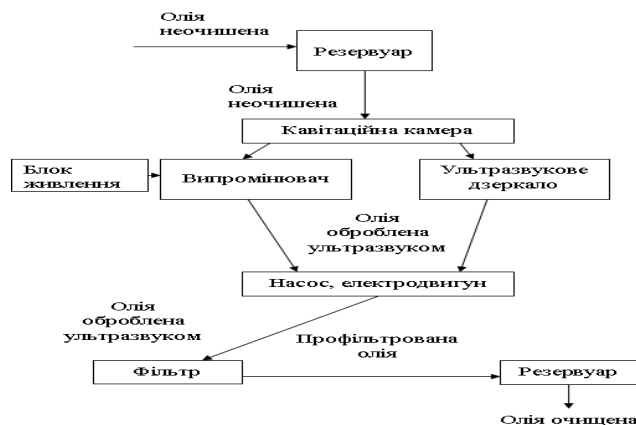 Олія
неочишена
Резервуар
Олія
неочишена
Кавітаційна камера
Блок
живлення
Випромінювач
Ультразвукове
дзеркало
Олія
оброблена
ультразвуком
Насос, електродвигун
Олія
оброблена
ультразвуком
Профільтрована
олія
Фільтр
Резервуар
Олія очищена